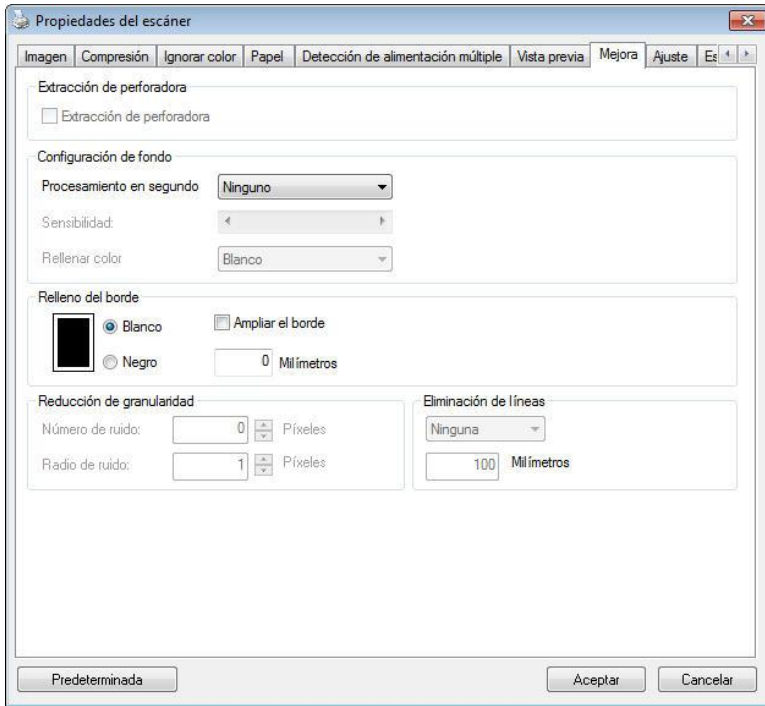 Propiedades del escáner
Imagen Compresión Ignorar color Papel Detección de alimentación múltiple Vista previa Mejora Ajuste Es
Extracción de perforadora
Extracción de perforadora
Configuración de fondo
Procesamiento en segundo Ninguno
Sensibilidad:
Rellenar color Blanco
Relleno del borde
Blanco Ampliar el borde
Negro 0 Milímetros
Reducción de granularidad Eliminación de líneas
Número de ruido: 0 Píxeles Ninguna
Radio de ruido: 1 Píxeles 100 Milímetros
Predeterminada Aceptar Cancelar